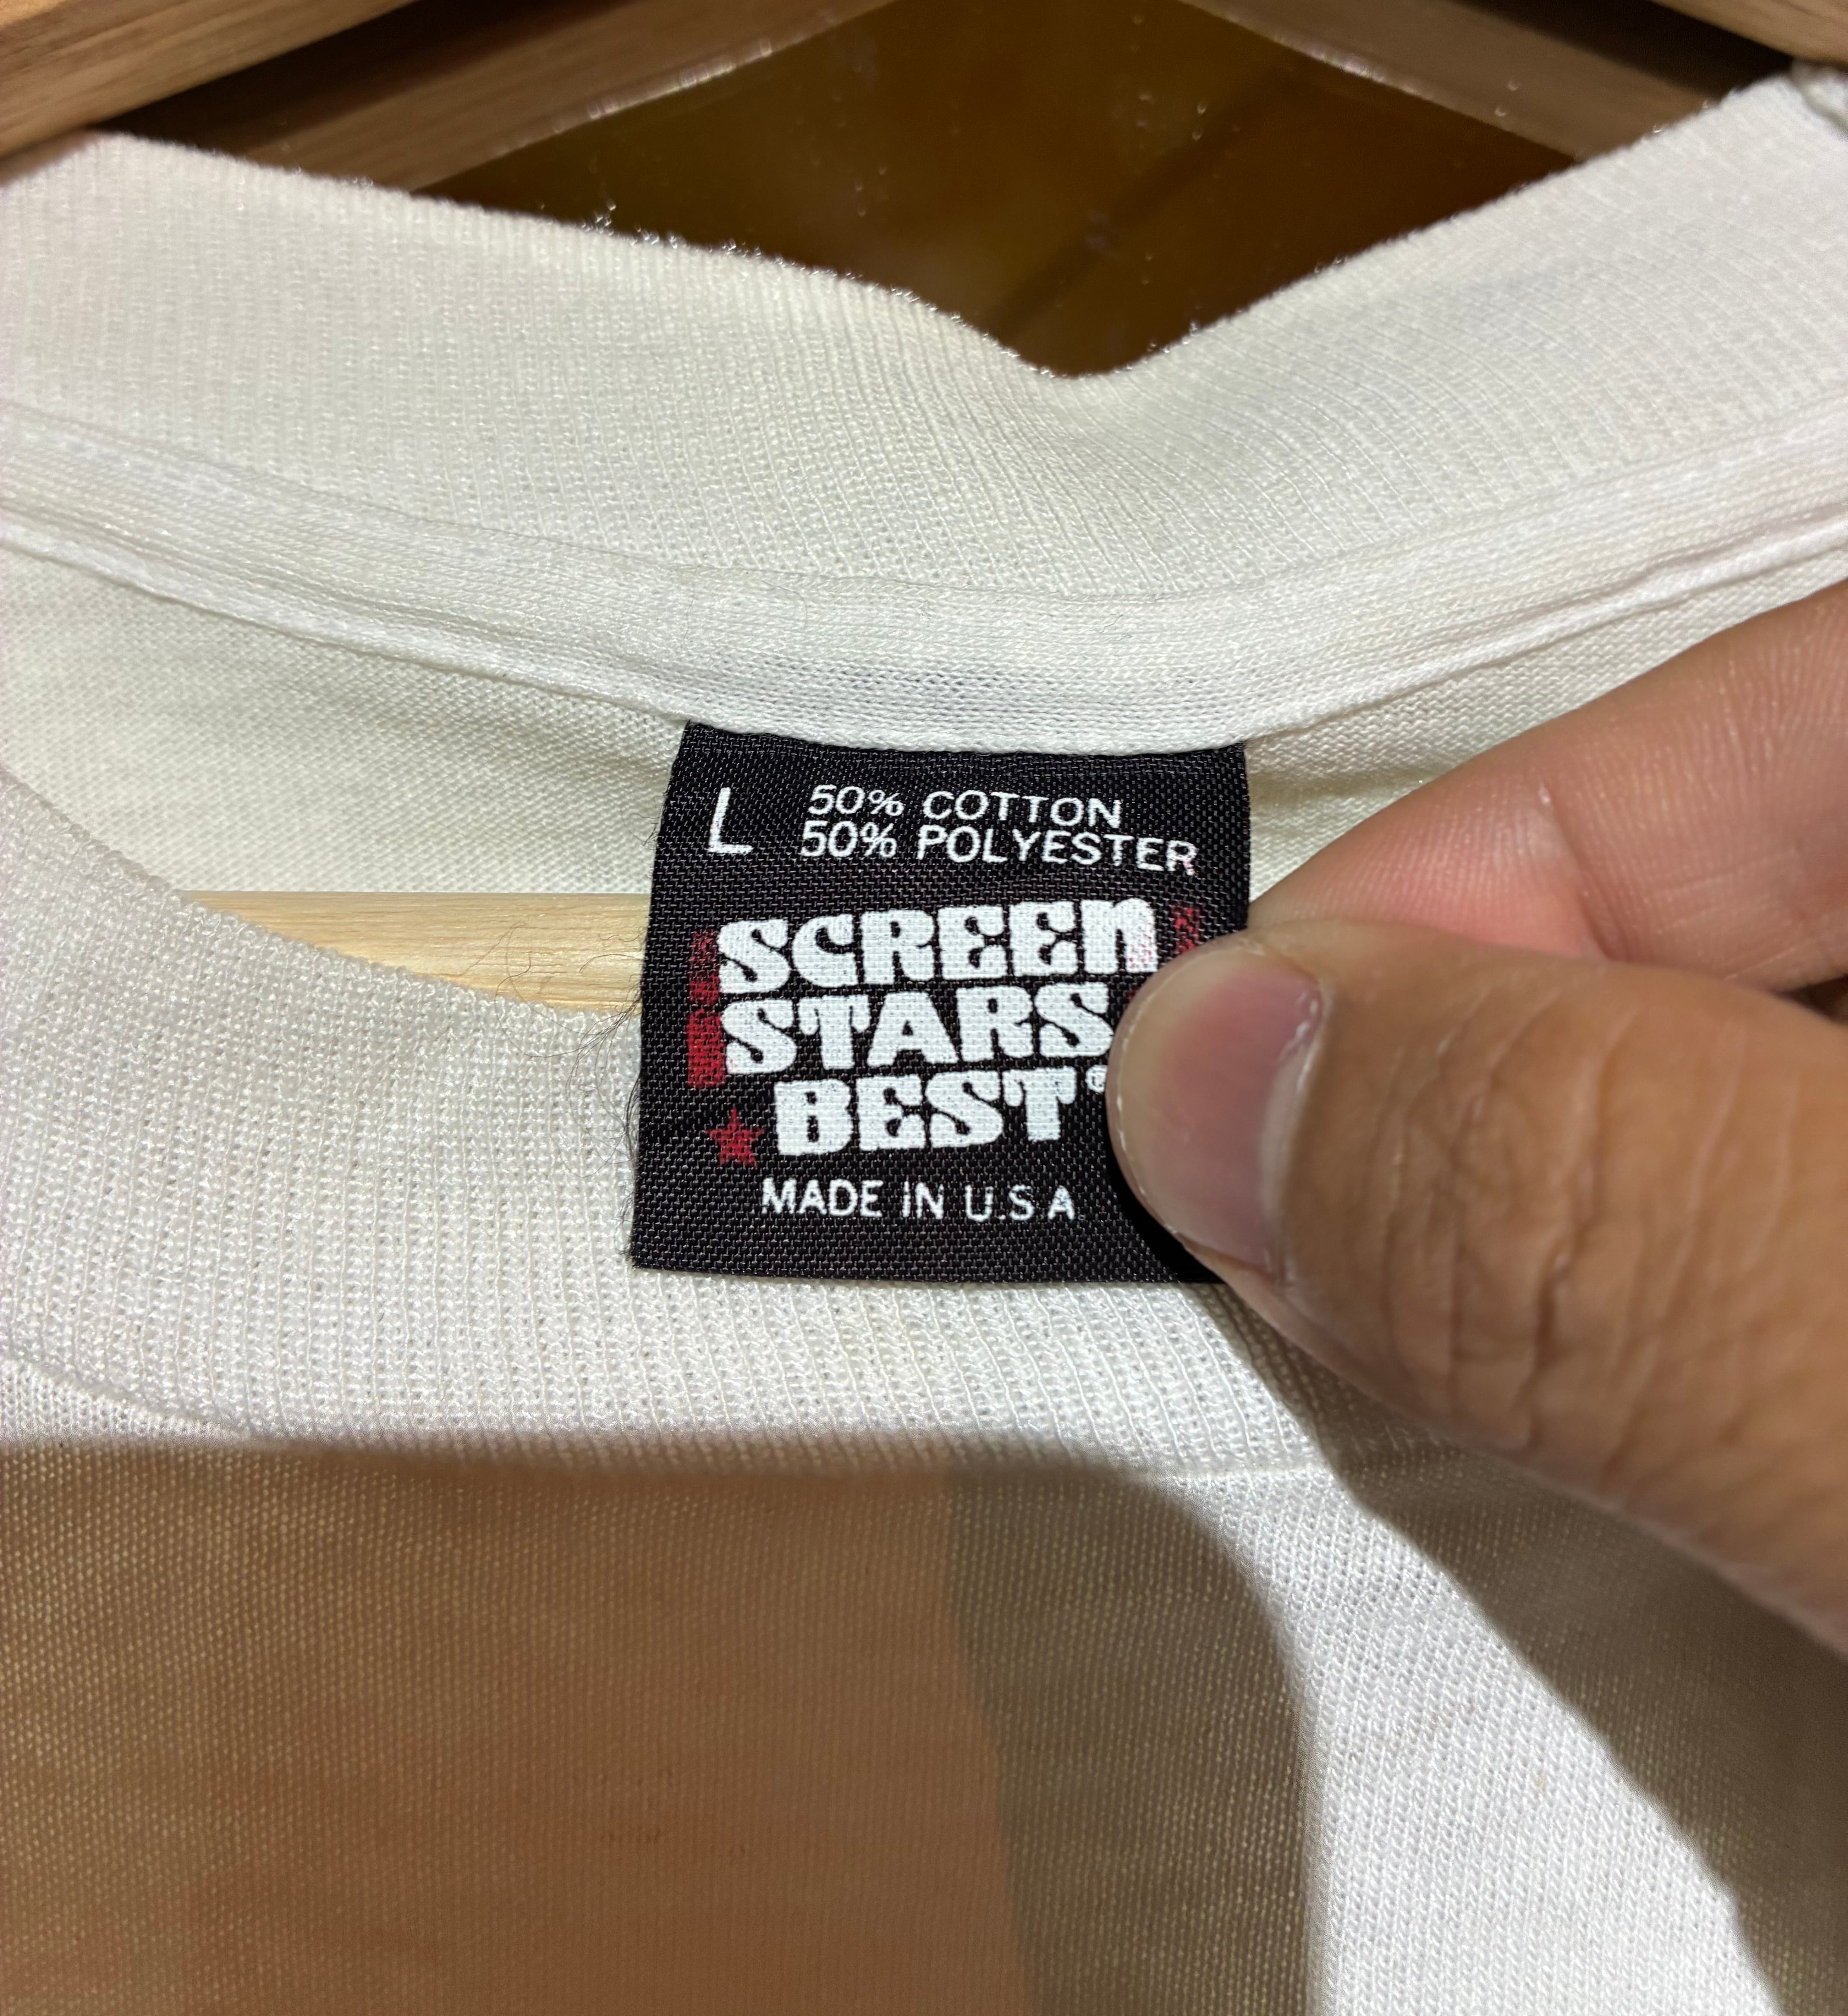 L 50% COTTON
50% POLYESTER
SCREEN
STARS
BEST®
MADE IN U.S.A.